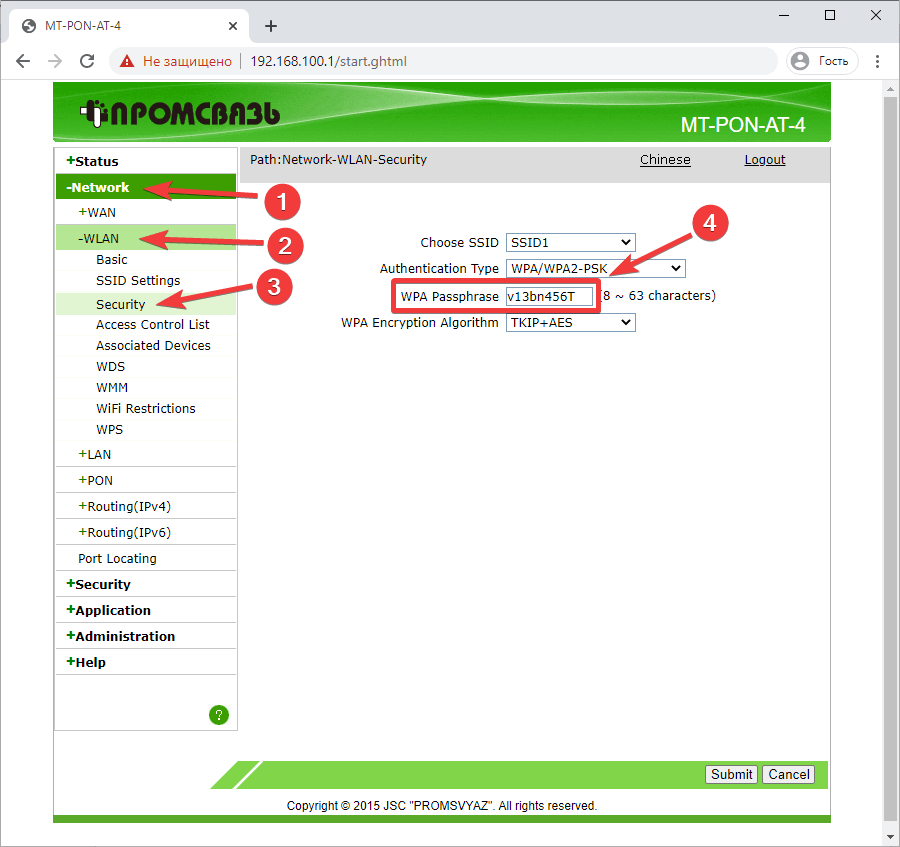 MT-PON-AT-4
Не защищено
192.168.100.1/start.ghtml
Гость
ПРОМСВЯЗЬ
MT-PON-AT-4
Path:Network-WLAN-Security
Chinese
Logout
+Status
-Network
1
+WAN
-WLAN
2
Basic
SSID Settings
Security
3
Access Control List
Associated Devices
WDS
WMM
WiFi Restrictions
WPS
+LAN
+PON
+Routing(IPv4)
+Routing(IPv6)
Port Locating
+Security
+Application
+Administration
+Help
?
4
Choose SSID SSID1
Authentication Type WPA/WPA2-PSK
WPA Passphrase v13bn456T (8 ~ 63 characters)
WPA Encryption Algorithm TKIP+AES
Submit Cancel
Copyright © 2015 JSC "PROMSVYAZ". All rights reserved.